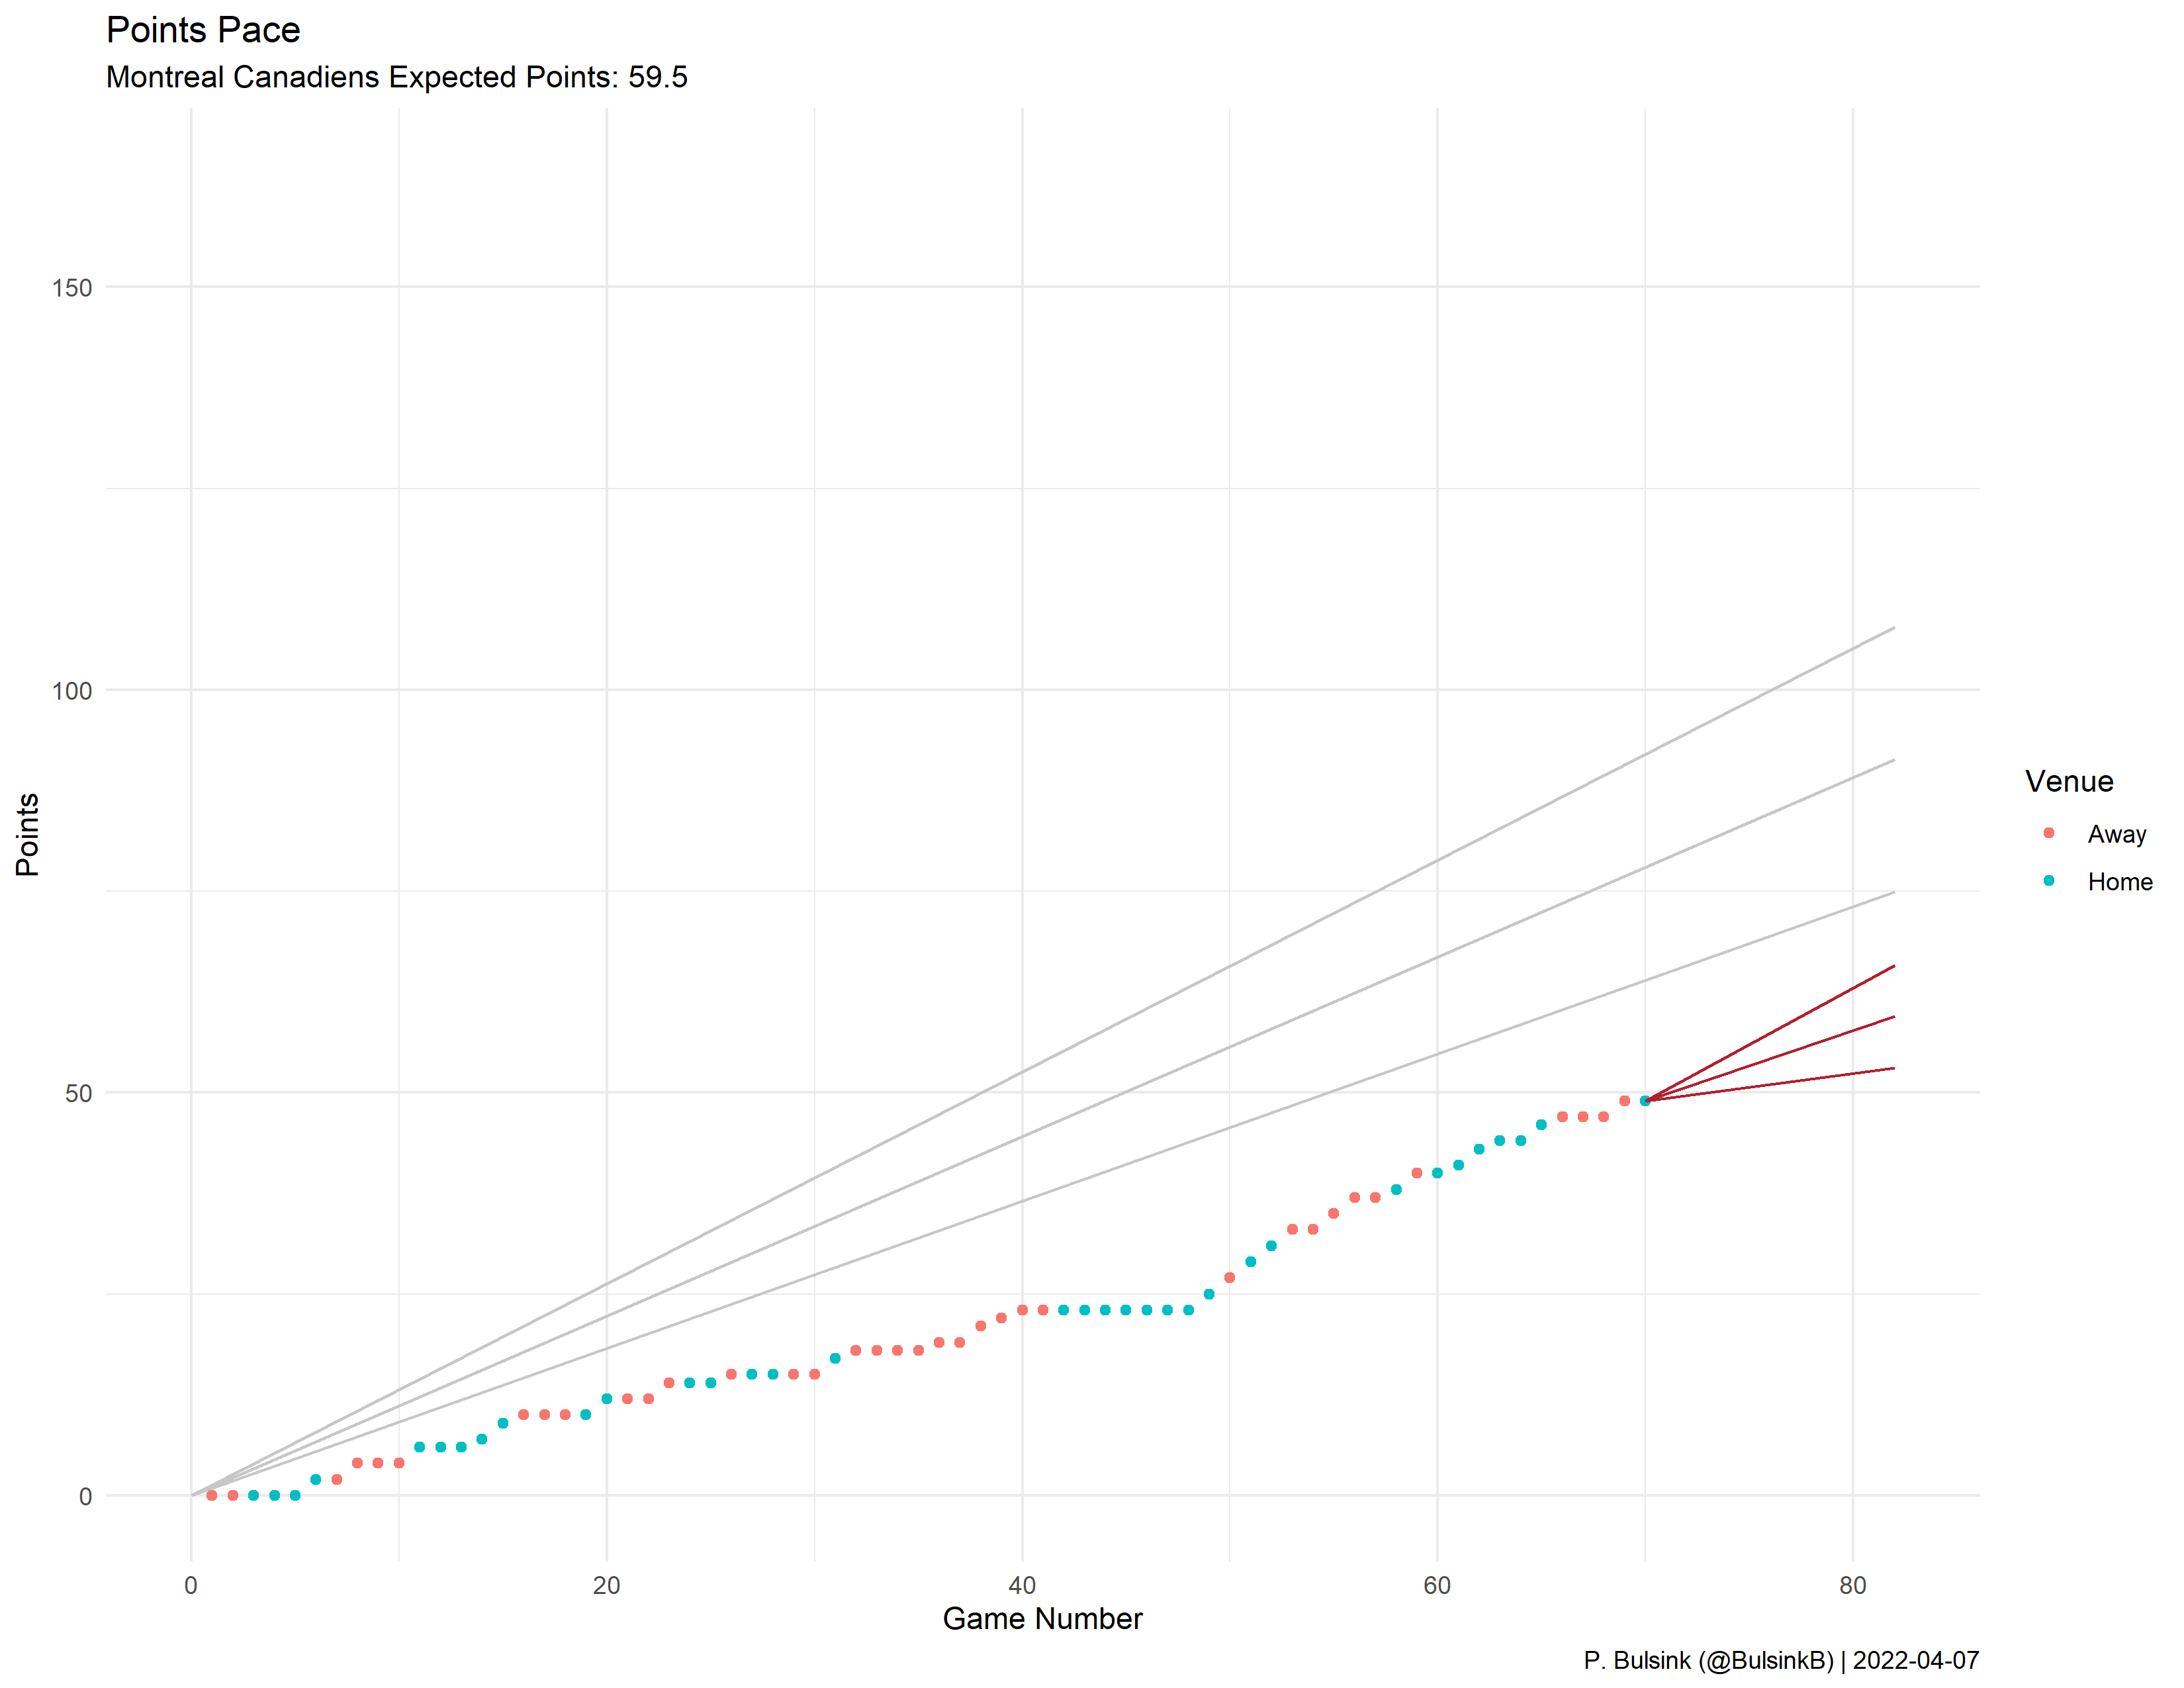 Points Pace
Montreal Canadiens Expected Points: 59.5
150
100
50
0
Points
0 20 40 60 80
Game Number
Venue
Away
Home
P. Bulsink (@BulsinkB) | 2022-04-07